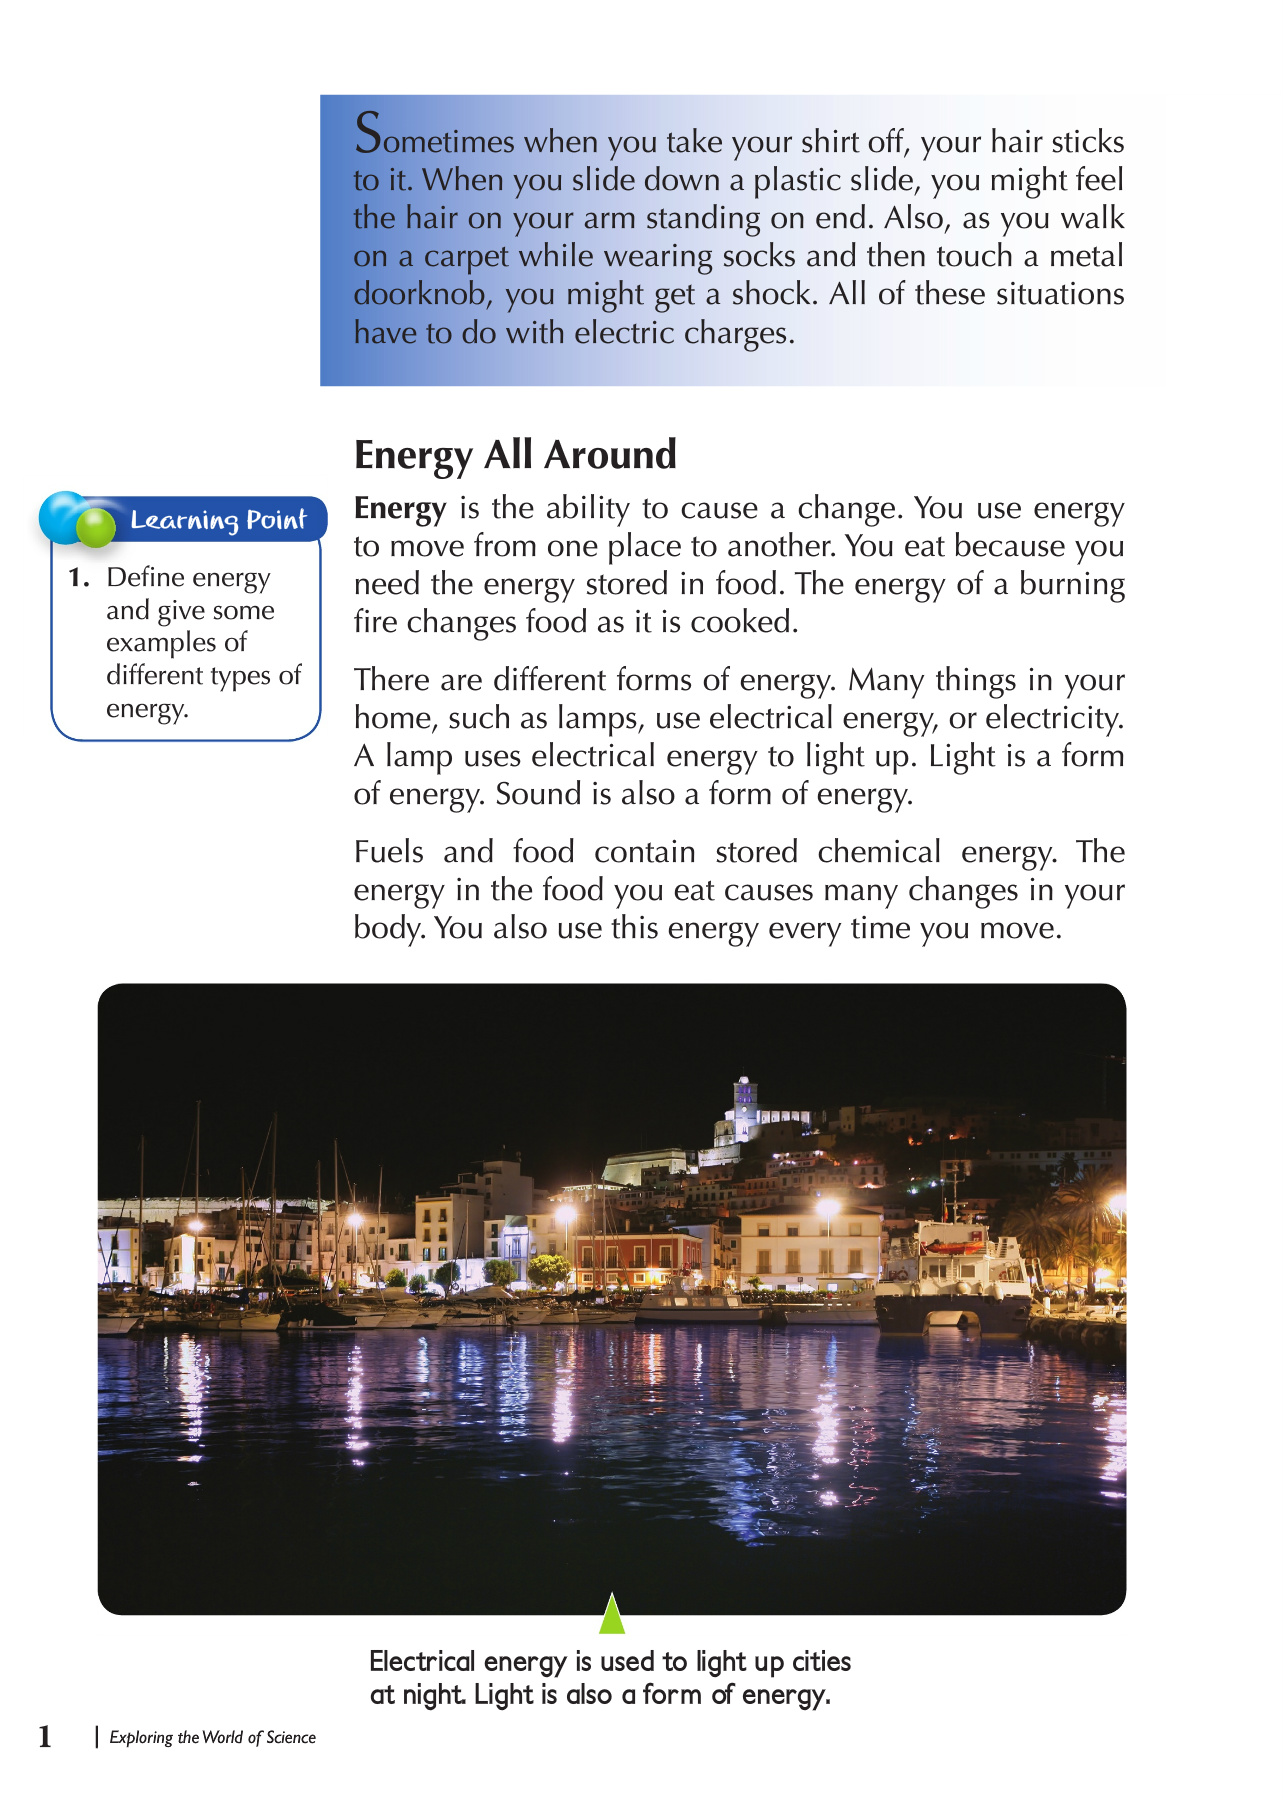 Sometimes when you take your shirt off, your hair sticks
to it. When you slide down a plastic slide, you might feel
the hair on your arm standing on end. Also, as you walk
on a carpet while wearing socks and then touch a metal
doorknob, you might get a shock. All of these situations
have to do with electric charges.
Energy All Around
Learning Point
1. Define energy
and give some
examples of
different types of
energy.
Energy is the ability to cause a change. You use energy
to move from one place to another. You eat because you
need the energy stored in food. The energy of a burning
fire changes food as it is cooked.
There are different forms of energy. Many things in your
home, such as lamps, use electrical energy, or electricity.
A lamp uses electrical energy to light up. Light is a form
of energy. Sound is also a form of energy.
Fuels and food contain stored chemical energy. The
energy in the food you eat causes many changes in your
body. You also use this energy every time you move.
Electrical energy is used to light up cities
at night. Light is also a form of energy.
1 | Exploring the World of Science